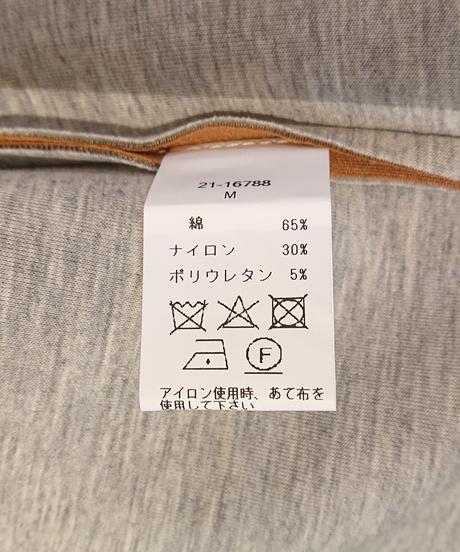 21-16788
M
綿 65%
ナイロン 30%
ポリウレタン 5%
F
アイロン使用時、あて布を
使用して下さい